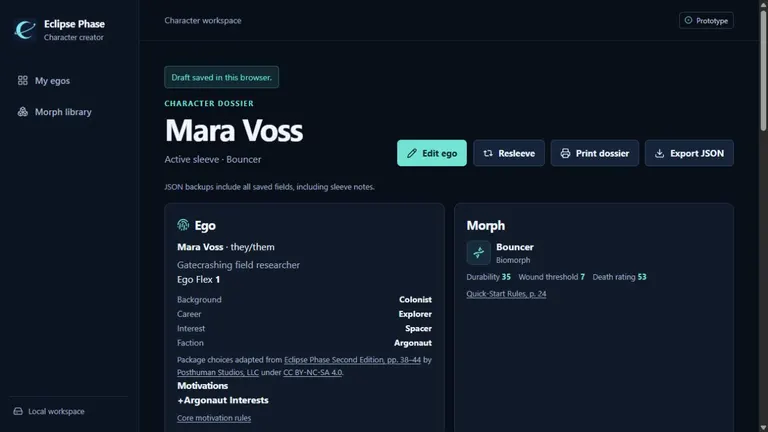 Eclipse Phase
Character creator
My egos
Morph library
Local workspace
Character workspace
Prototype
Draft saved in this browser.
CHARACTER DOSSIER
Mara Voss
Active sleeve · Bouncer
Edit ego
Resleeve
Print dossier
Export JSON
JSON backups include all saved fields, including sleeve notes.
Ego
Mara Voss · they/them
Gatecrashing field researcher
Ego Flex 1
Background Colonist
Career Explorer
Interest Spacer
Faction Argonaut
Package choices adapted from Eclipse Phase Second Edition, pp. 38–44 by
Posthuman Studios, LLC under CC BY-NC-SA 4.0.
Motivations
+Argonaut Interests
Core motivation rules
Morph
Bouncer
Biomorph
Durability 35 Wound threshold 7 Death rating 53
Quick-Start Rules, p. 24